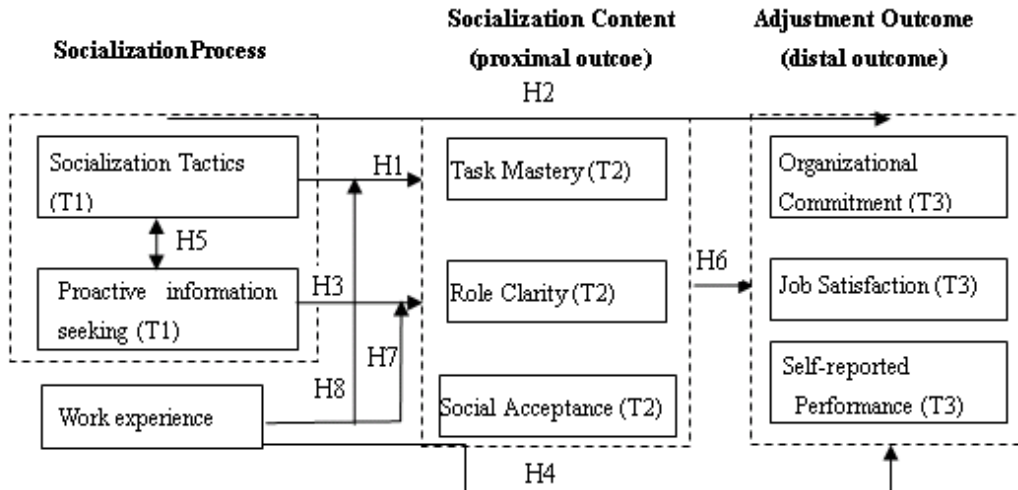 Socialization Process
Socialization Content
(proximal outcoe)
Adjustment Outcome
(distal outcome)
H2
Socialization Tactics
(T1)
H1
Task Mastery (T2)
Organizational
Commitment (T3)
H5
H6
Proactive information
seeking (T1)
H3
Role Clarity (T2)
Job Satisfaction (T3)
H7
H8
Self-reported
Performance (T3)
Work experience
Social Acceptance (T2)
H4